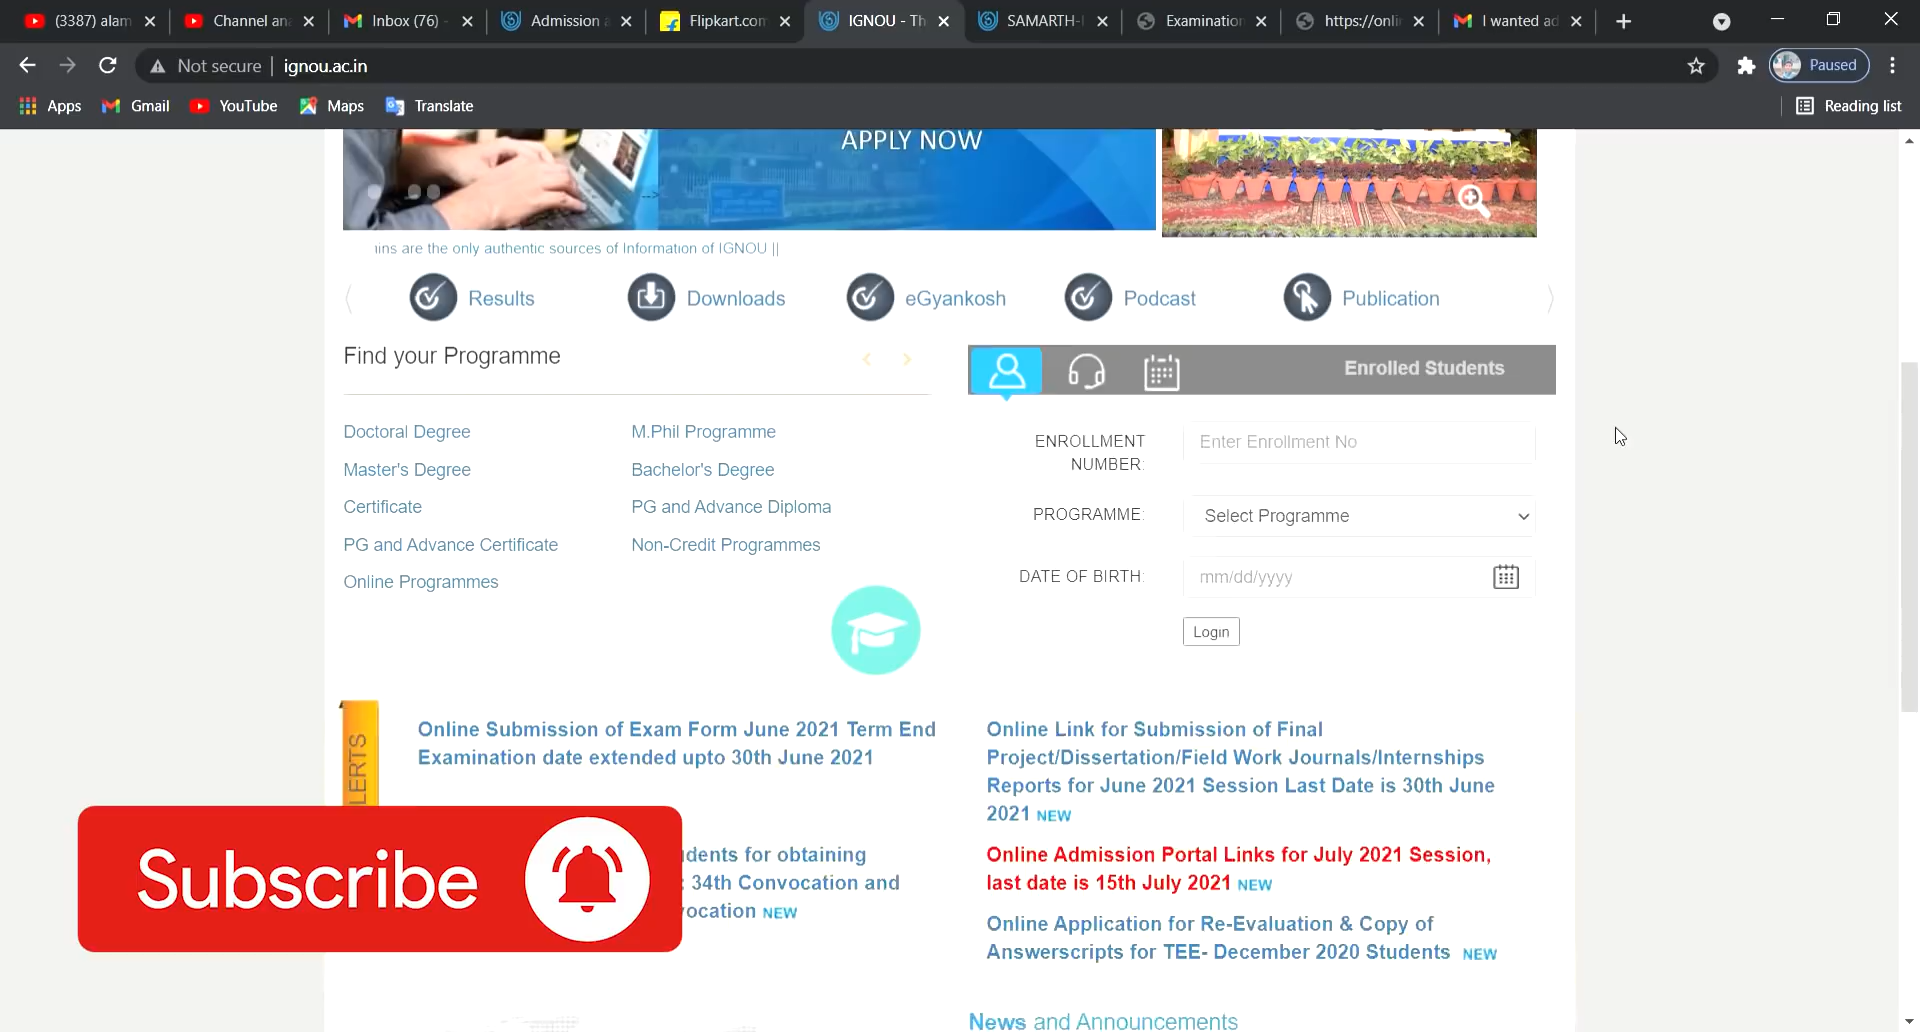 (3387) alam
Channel ana
Inbox (76) -
Admission a
Flipkart.com
IGNOU - Th
SAMARTH-
Examination
https://onli
I wanted ad
Not secure
ignou.ac.in
Paused
Apps
Gmail
YouTube
Maps
Translate
Reading list
APPLY NOW
ins are the only authentic sources of Information of IGNOU ||
Results
Downloads
eGyankosh
Podcast
Publication
Find your Programme
Enrolled Students
Doctoral Degree
M.Phil Programme
Master's Degree
Bachelor's Degree
Certificate
PG and Advance Diploma
PG and Advance Certificate
Non-Credit Programmes
Online Programmes
ENROLLMENT
NUMBER:
Enter Enrollment No
PROGRAMME:
Select Programme
DATE OF BIRTH:
mm/dd/yyyy
Login
LERTS
Online Submission of Exam Form June 2021 Term End
Examination date extended upto 30th June 2021
dents for obtaining
: 34th Convocation and
vocation NEW
Online Link for Submission of Final
Project/Dissertation/Field Work Journals/Internships
Reports for June 2021 Session Last Date is 30th June
2021 NEW
Online Admission Portal Links for July 2021 Session,
last date is 15th July 2021 NEW
Online Application for Re-Evaluation & Copy of
Answerscripts for TEE- December 2020 Students NEW
News and Announcements
Subscribe